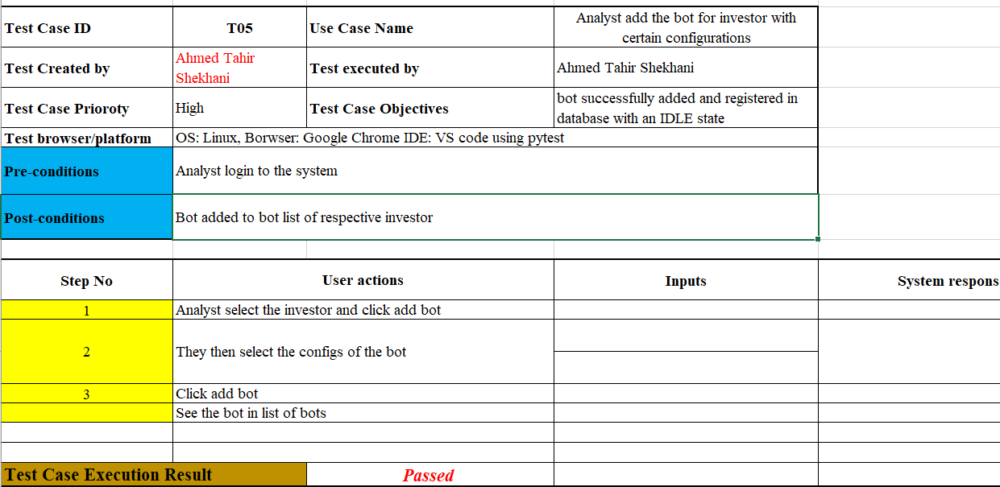 Test Case ID T05 Use Case Name Analyst add the bot for investor with
certain configurations
Test Created by Ahmed Tahir
Shekhani Test executed by Ahmed Tahir Shekhani
Test Case Prioroty High Test Case Objectives bot successfully added and registered in
database with an IDLE state
Test browser/platform OS: Linux, Borwser: Google Chrome IDE: VS code using pytest
Pre-conditions Analyst login to the system
Post-conditions Bot added to bot list of respective investor
Step No User actions Inputs System respons
1 Analyst select the investor and click add bot
2 They then select the configs of the bot
3 Click add bot
See the bot in list of bots
Test Case Execution Result Passed